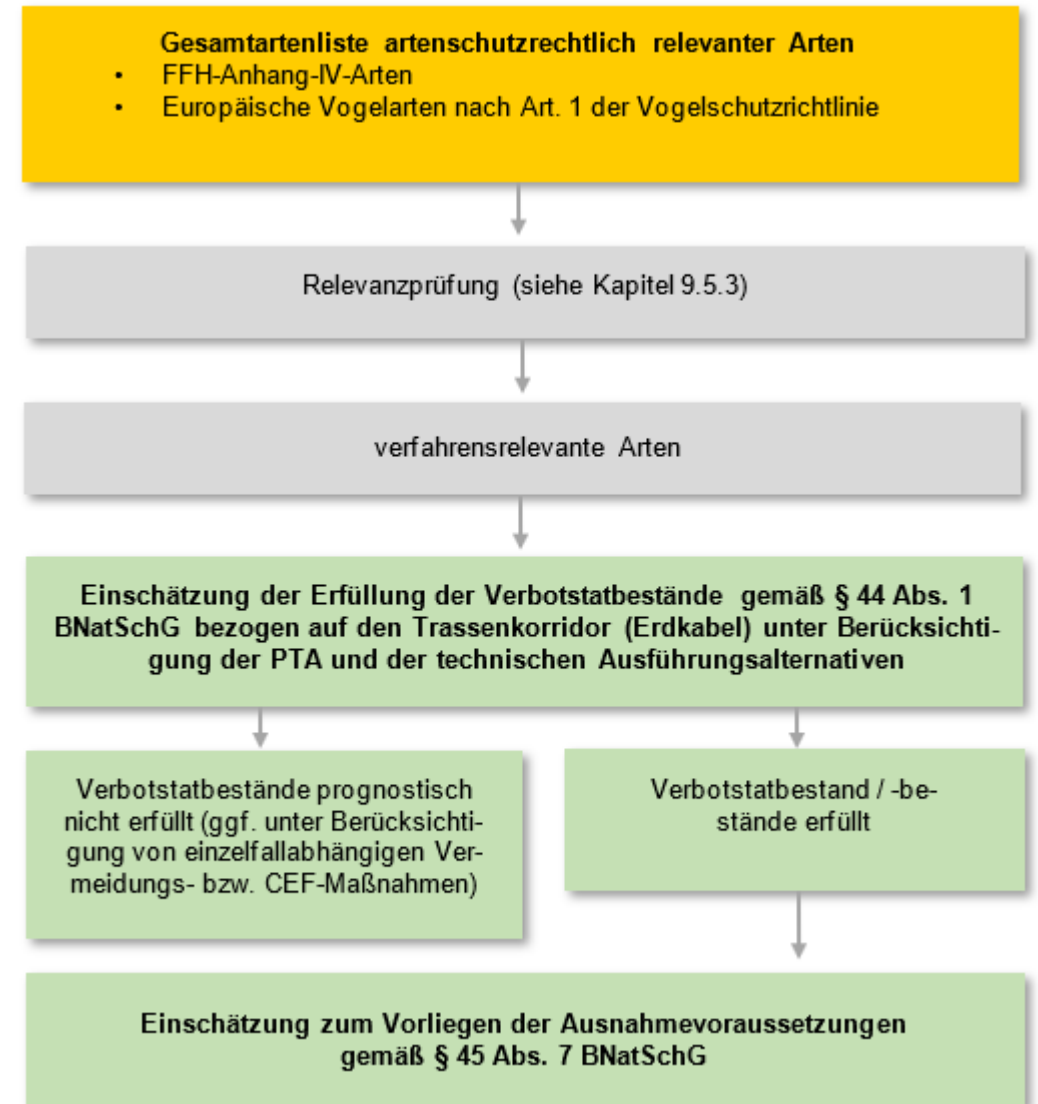 Gesamtartenliste artenschutzrechtlich relevanter Arten
• FFH-Anhang-IV-Arten
• Europäische Vogelarten nach Art. 1 der Vogelschutzrichtlinie
Relevanzprüfung (siehe Kapitel 9.5.3)
verfahrensrelevante Arten
Einschätzung der Erfüllung der Verbotstatbestände gemäß § 44 Abs. 1
BNatSchG bezogen auf den Trassenkorridor (Erdkabel) unter Berücksichti-
gung der PTA und der technischen Ausführungsalternativen
Verbotstatbestände prognostisch
nicht erfüllt (ggf. unter Berücksichti-
gung von einzelfallabhängigen Ver-
meidungs- bzw. CEF-Maßnahmen)
Verbotstatbestand / -be-
stände erfüllt
Einschätzung zum Vorliegen der Ausnahmevoraussetzungen
gemäß § 45 Abs. 7 BNatSchG